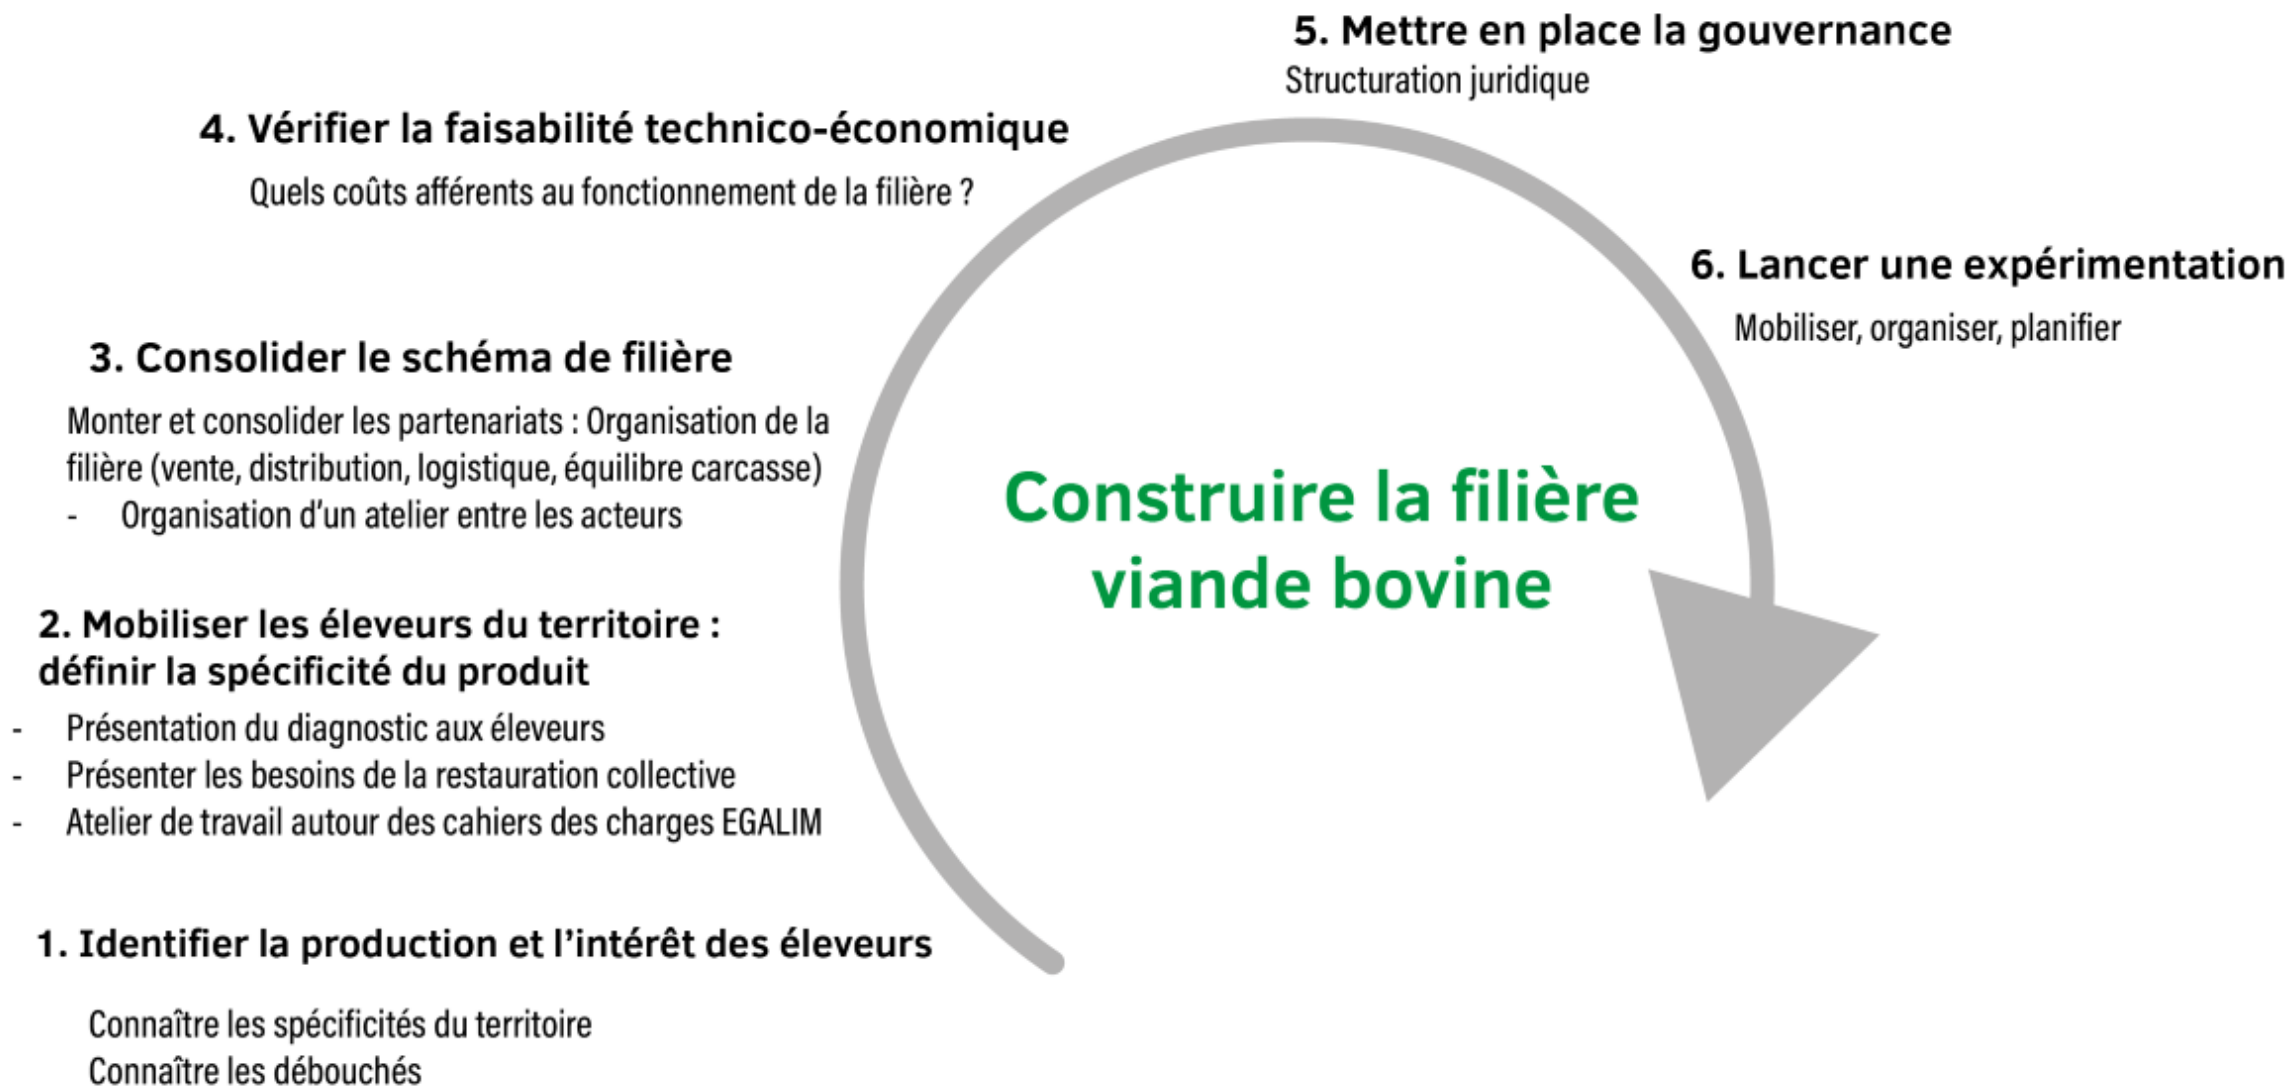 5. Mettre en place la gouvernance
Structuration juridique
4. Vérifier la faisabilité technico-économique
Quels coûts afférents au fonctionnement de la filière ?
6. Lancer une expérimentation
Mobiliser, organiser, planifier
3. Consolider le schéma de filière
Monter et consolider les partenariats : Organisation de la
filière (vente, distribution, logistique, équilibre carcasse)
- Organisation d'un atelier entre les acteurs
Construire la filière
viande bovine
2. Mobiliser les éleveurs du territoire :
définir la spécificité du produit
- Présentation du diagnostic aux éleveurs
- Présenter les besoins de la restauration collective
- Atelier de travail autour des cahiers des charges EGALIM
1. Identifier la production et l'intérêt des éleveurs
Connaître les spécificités du territoire
Connaître les débouchés